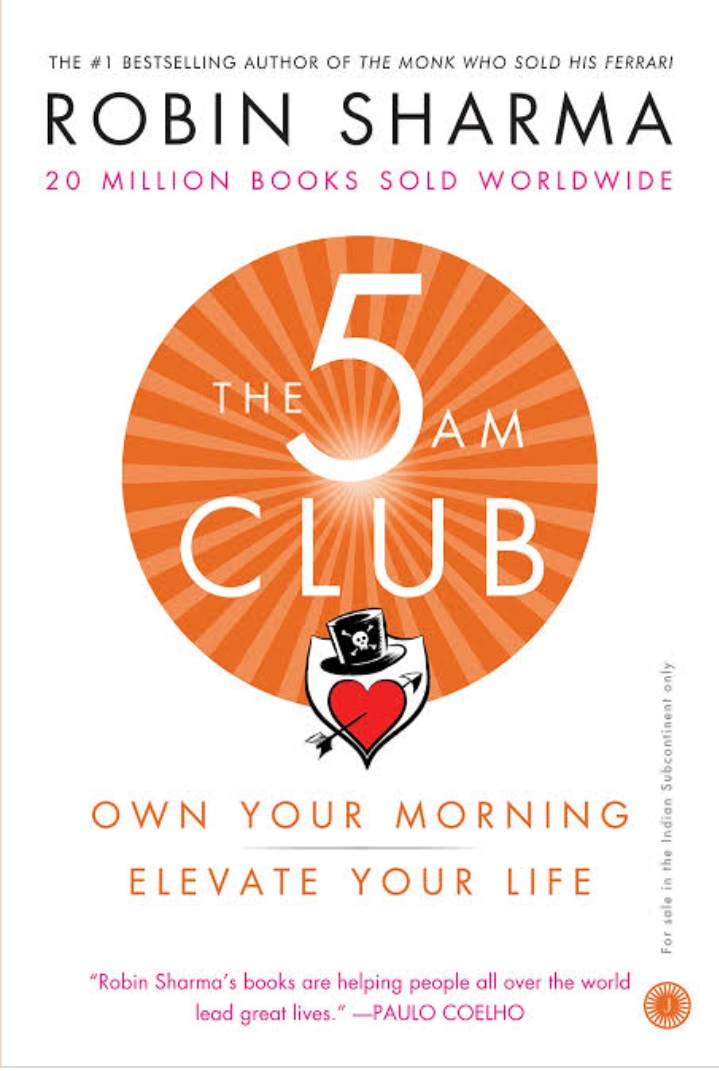 THE #1 BESTSELLING AUTHOR OF THE MONK WHO SOLD HIS FERRARI
ROBIN SHARMA
20 MILLION BOOKS SOLD WORLDWIDE
THE 5 AM
CLUB
OWN YOUR MORNING
ELEVATE YOUR LIFE
For sale in the Indian Subcontinent only
“Robin Sharma’s books are helping people all over the world
lead great lives.” —PAULO COELHO
J